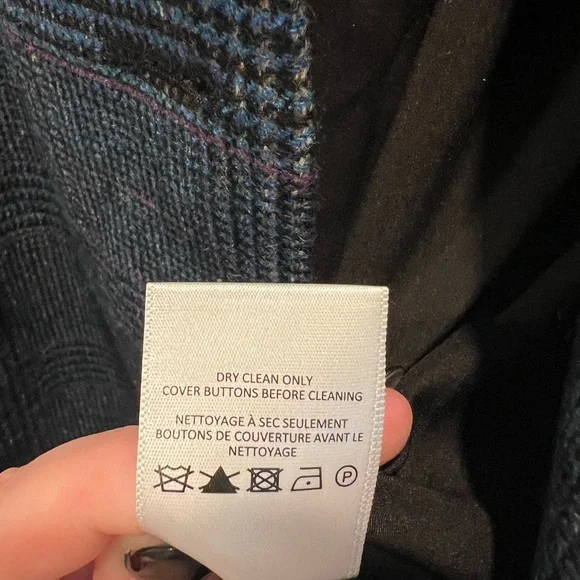 DRY CLEAN ONLY
COVER BUTTONS BEFORE CLEANING
NETTOYAGE À SEC SEULEMENT
BOUTONS DE COUVERTURE AVANT LE
NETTOYAGE
P